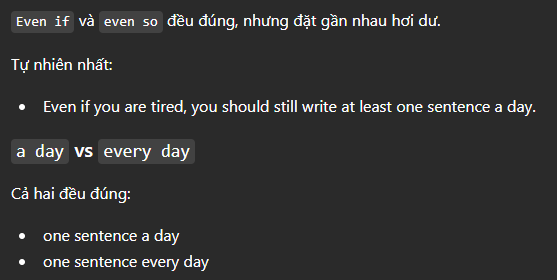 Even if và even so đều đúng, nhưng đặt gần nhau hơi dư.
Tự nhiên nhất:
• Even if you are tired, you should still write at least one sentence a day.
a day vs every day
Cả hai đều đúng:
• one sentence a day
• one sentence every day